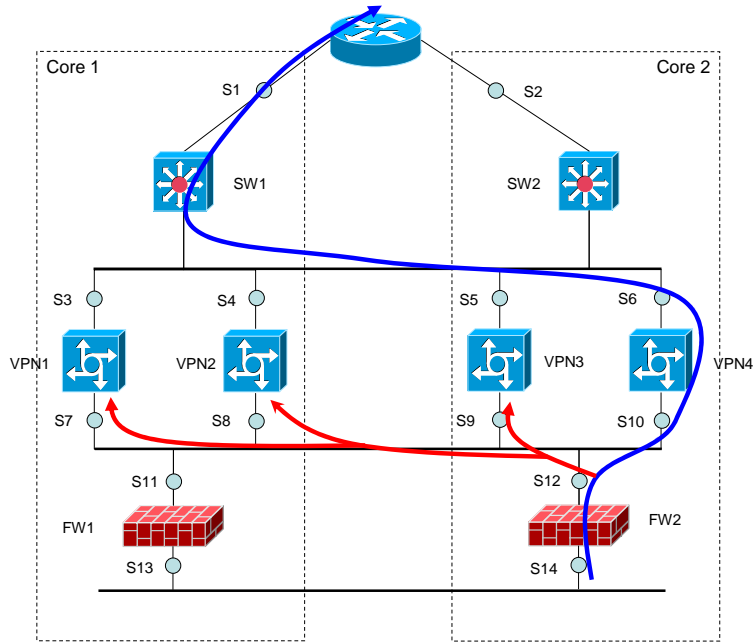 Core 1
Core 2
S1
S2
SW1
SW2
S3
S4
S5
S6
VPN1
VPN2
VPN3
VPN4
S7
S8
S9
S10
S11
S12
FW1
FW2
S13
S14